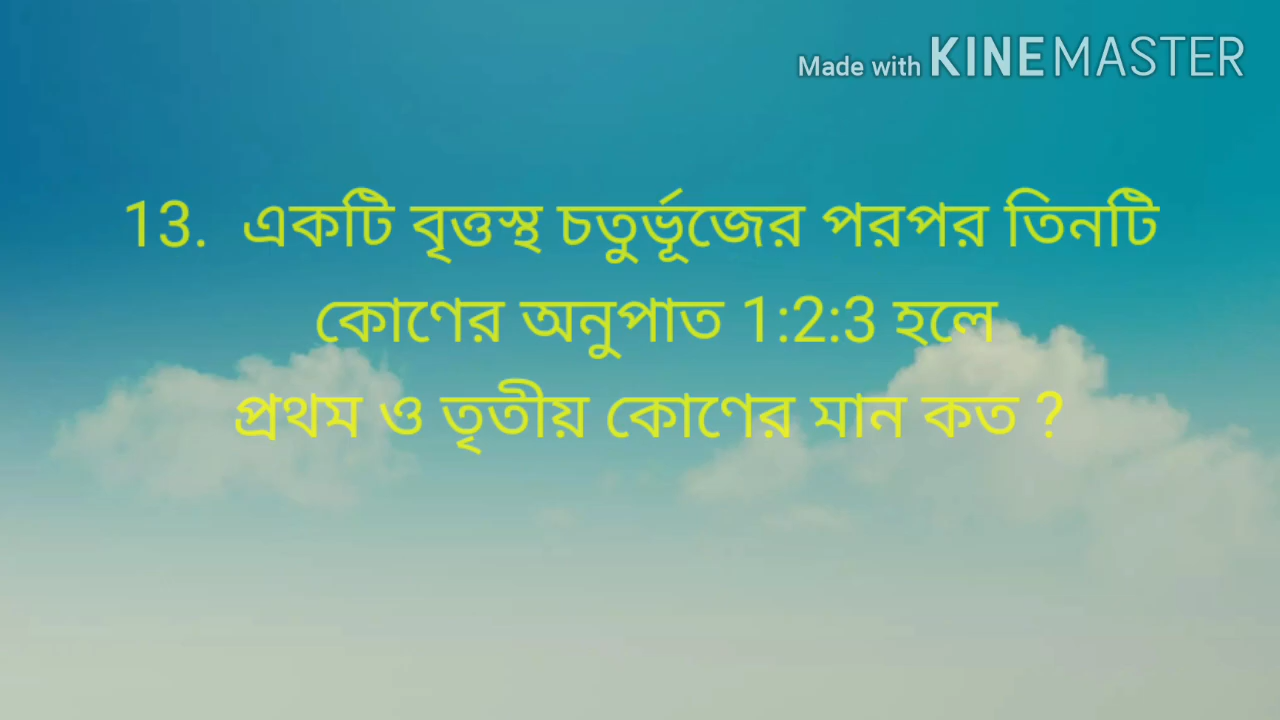 Made with KINEMASTER
13. একটি বৃত্তস্থ চতুর্ভূজের পরপর তিনটি
কোণের অনুপাত 1:2:3 হলে
প্রথম ও তৃতীয় কোণের মান কত ?